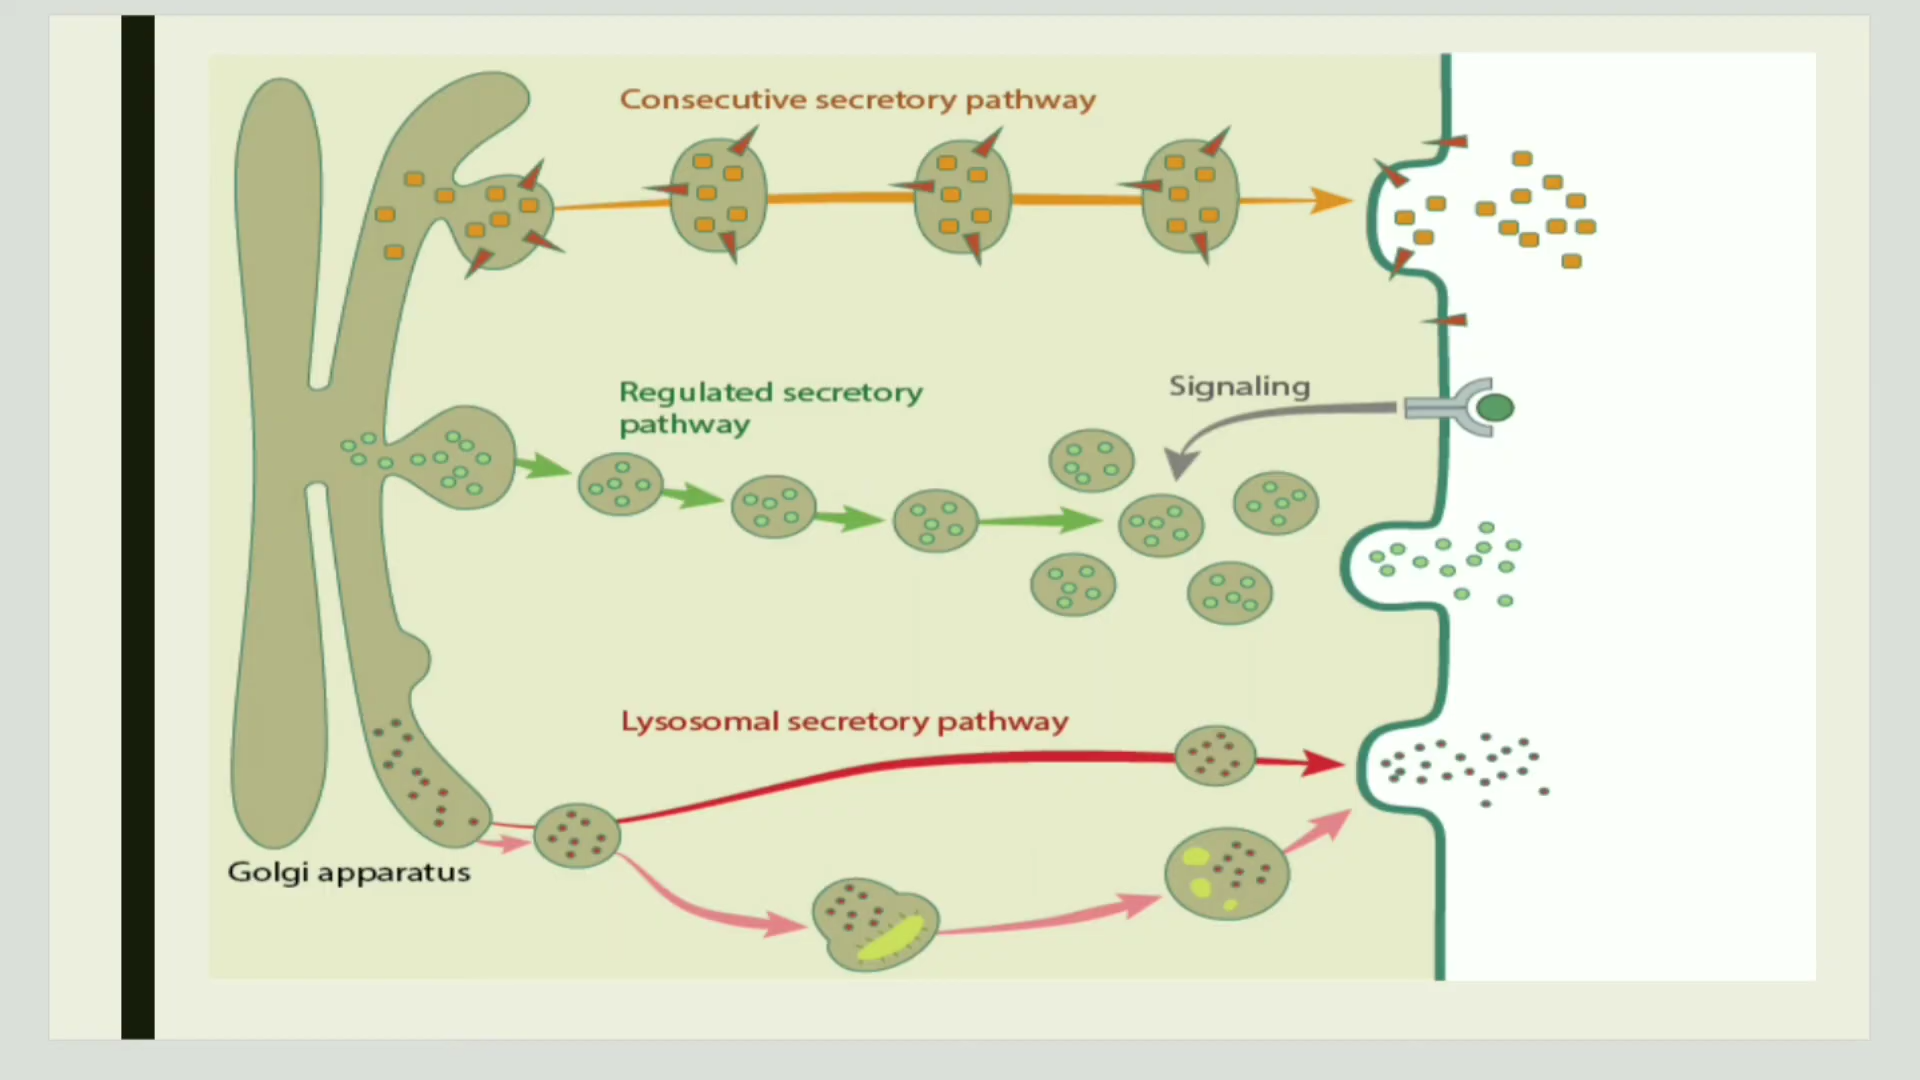 Consecutive secretory pathway
Regulated secretory
pathway
Signaling
Lysosomal secretory pathway
Golgi apparatus